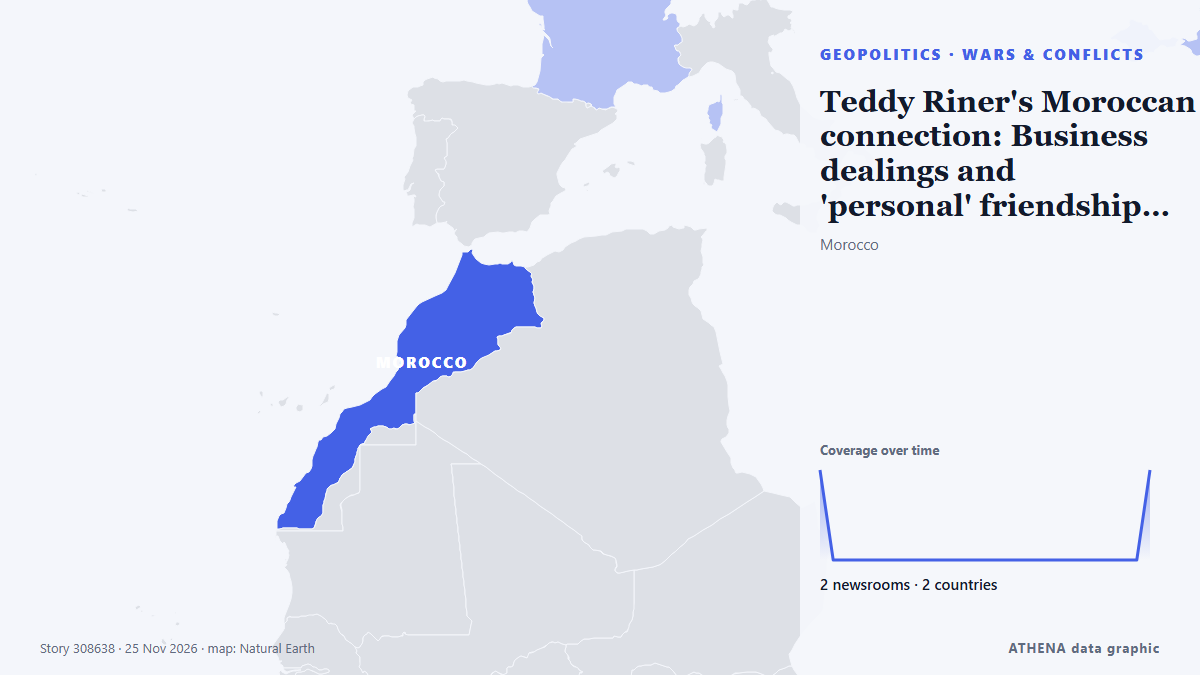 GEOPOLITICS · WARS & CONFLICTS
Teddy Riner's Moroccan
connection: Business
dealings and
'personal' friendship...
Morocco
MOROCCO
Coverage over time
2 newsrooms · 2 countries
Story 308638 · 25 Nov 2026 · map: Natural Earth
ATHENA data graphic